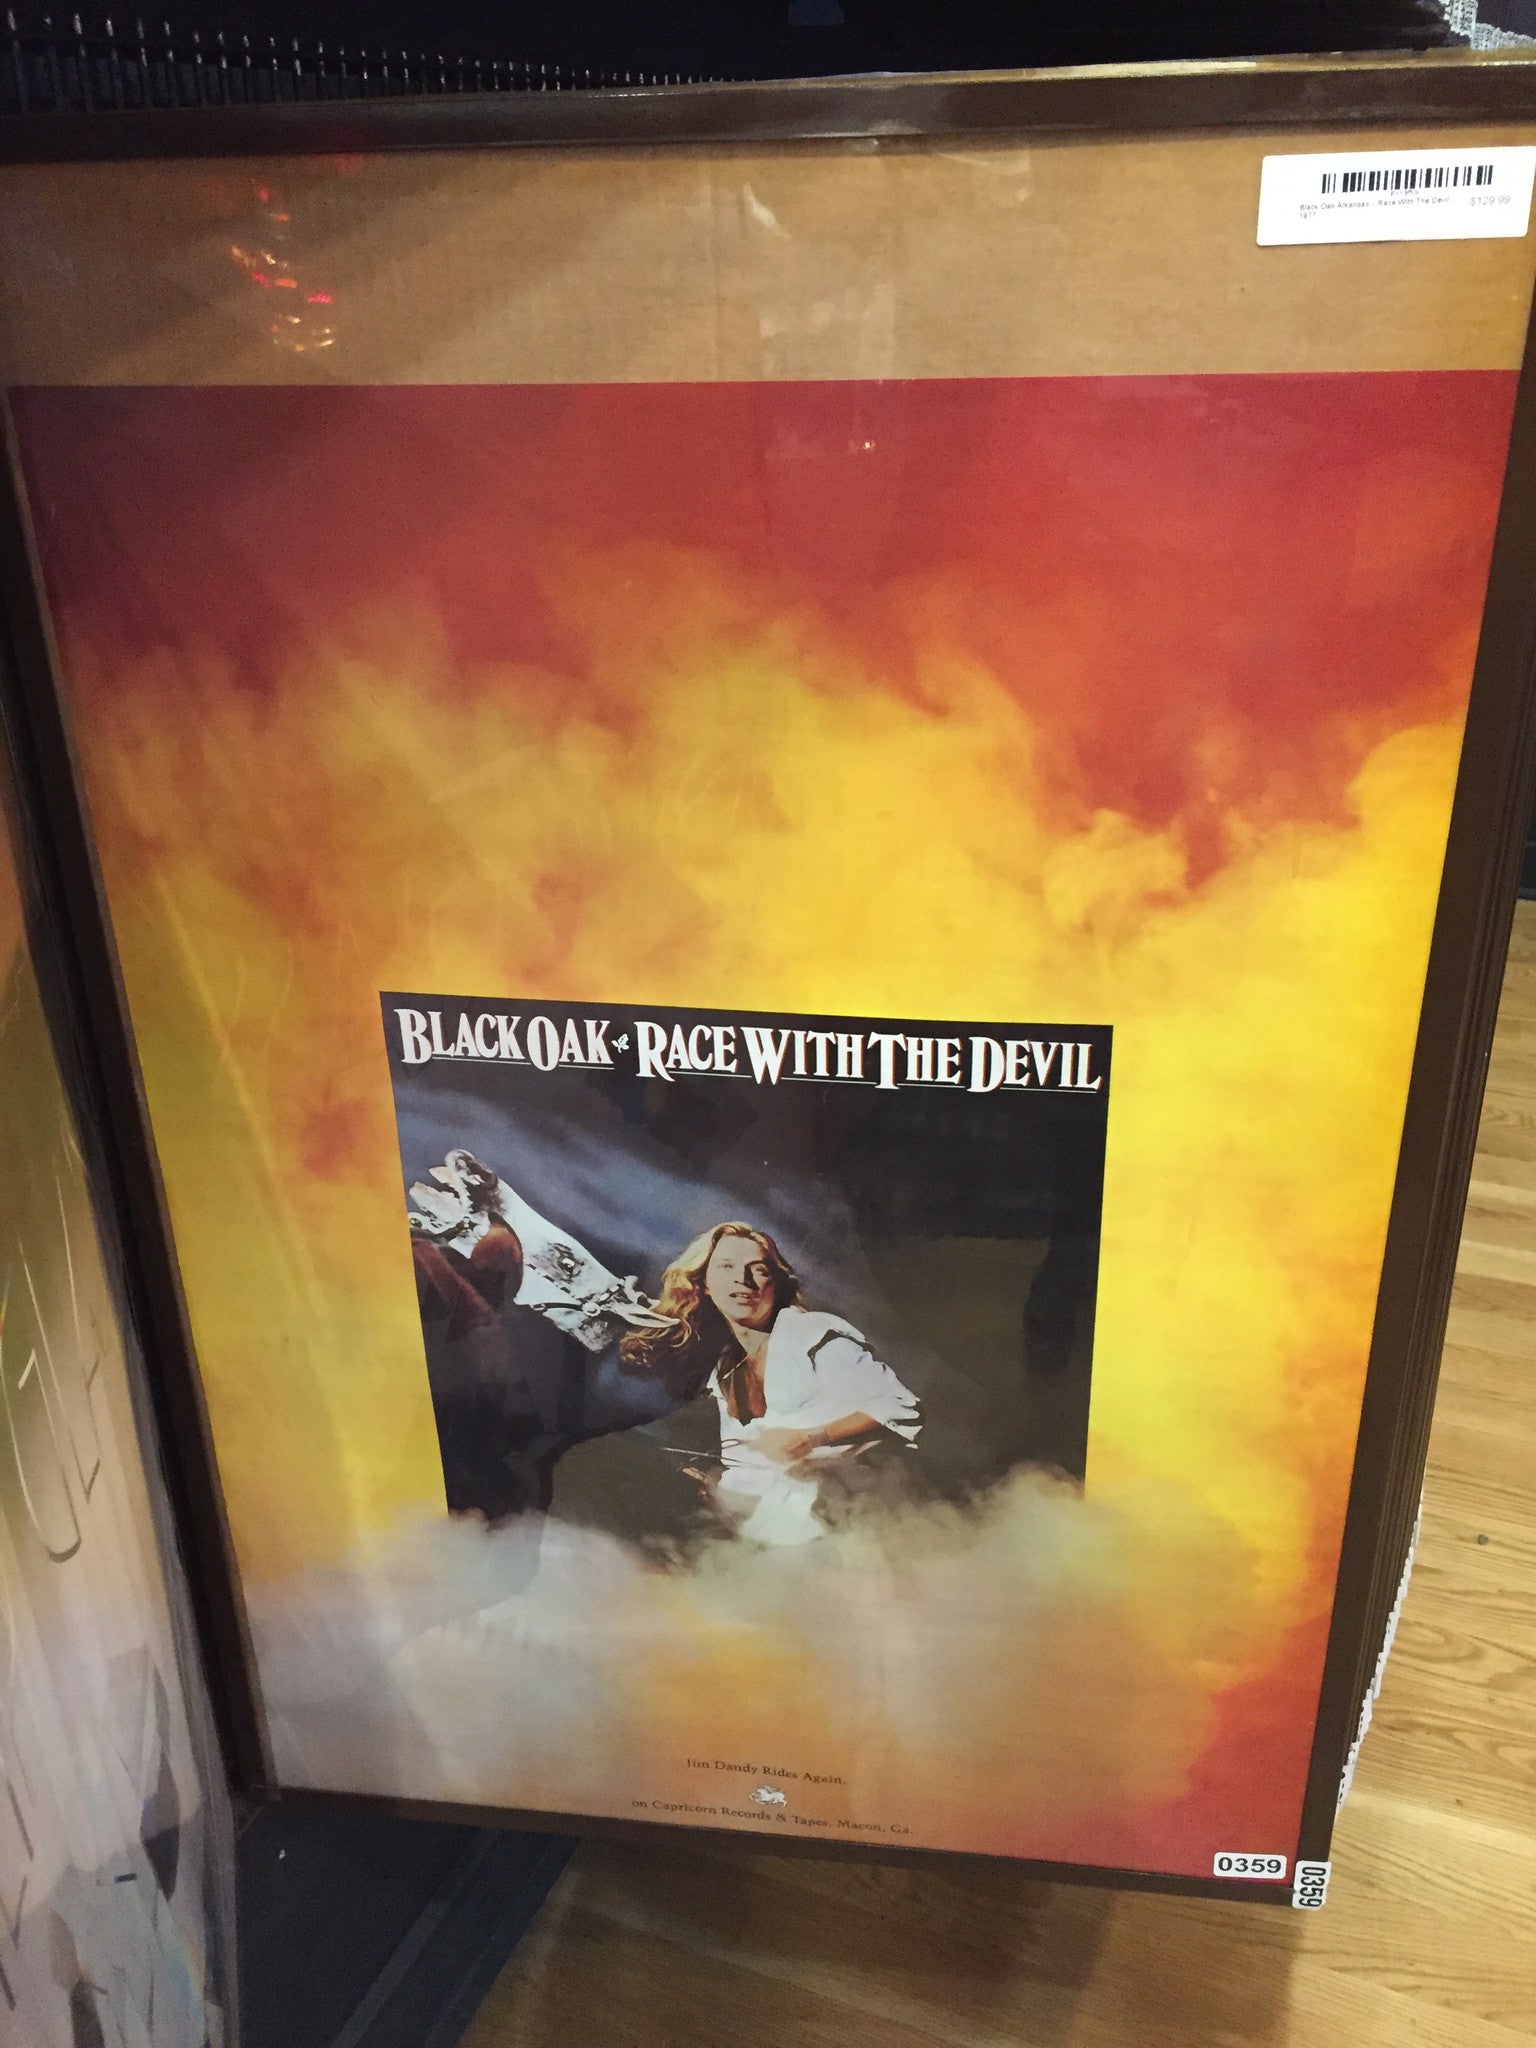 Black Oak Arkansas - Race With The Devil - $129.99
1977
BLACK OAK RACE WITH THE DEVIL
Jim Dandy Rides Again.
on Capricorn Records & Tapes, Macon, Ga.
0359
0359